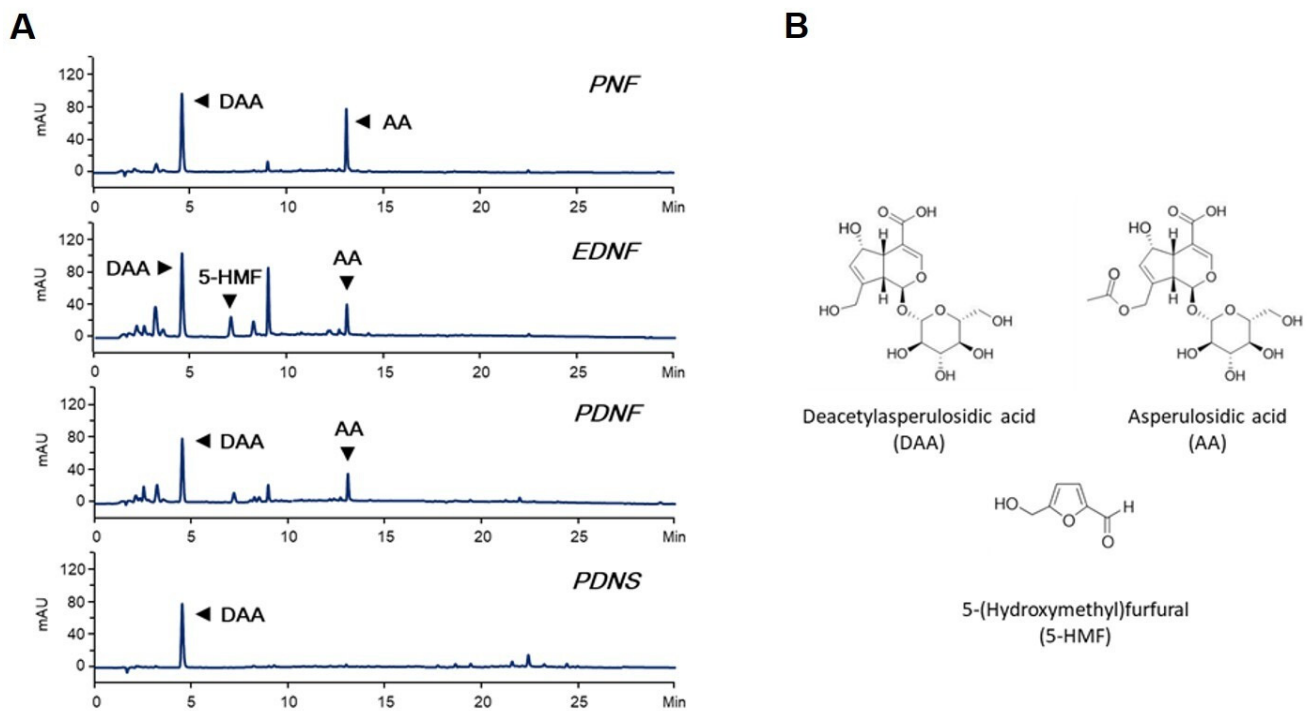 A
B
PNF
120
80
40
0
mAU
DAA
AA
0 5 10 15 20 25 Min
EDNF
120
80
40
0
mAU
DAA
5-HMF
AA
0 5 10 15 20 25 Min
PDNF
120
80
40
0
mAU
DAA
AA
0 5 10 15 20 25 Min
PDNS
120
80
40
0
mAU
DAA
0 5 10 15 20 25 Min
O OH
HO H
O
H
HO O
O OH
HO OH
OH
Deacetylasperulosidic acid
(DAA)
O OH
HO H
O
O H
O O
O OH
HO OH
OH
Asperulosidic acid
(AA)
HO O H
O
5-(Hydroxymethyl)furfural
(5-HMF)